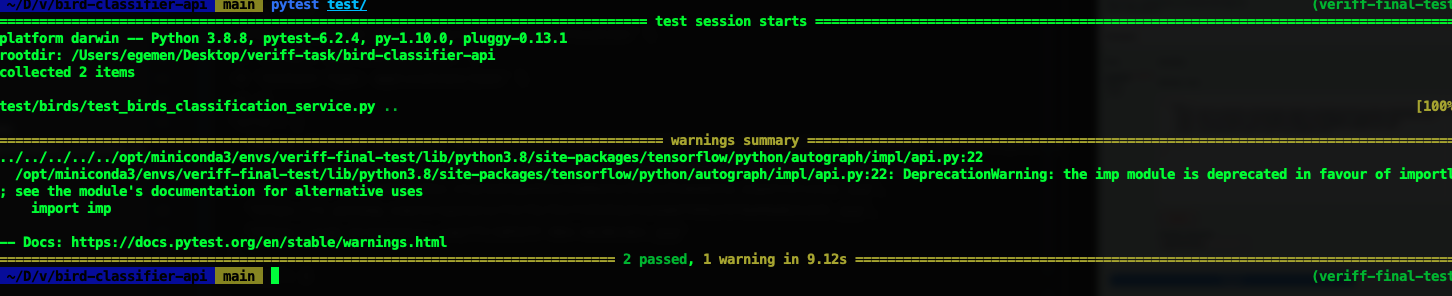 ~/D/v/bird-classifier-api main pytest test/ (veriff-final-test
test session starts
platform darwin -- Python 3.8.8, pytest-6.2.4, py-1.10.0, pluggy-0.13.1
rootdir: /Users/egemen/Desktop/veriff-task/bird-classifier-api
collected 2 items
test/birds/test_birds_classification_service.py .. [100%
warnings summary
../../../../../opt/miniconda3/envs/veriff-final-test/lib/python3.8/site-packages/tensorflow/python/autograph/impl/api.py:22
/opt/miniconda3/envs/veriff-final-test/lib/python3.8/site-packages/tensorflow/python/autograph/impl/api.py:22: DeprecationWarning: the imp module is deprecated in favour of importl
; see the module's documentation for alternative uses
import imp
-- Docs: https://docs.pytest.org/en/stable/warnings.html
2 passed, 1 warning in 9.12s
~/D/v/bird-classifier-api main (veriff-final-test